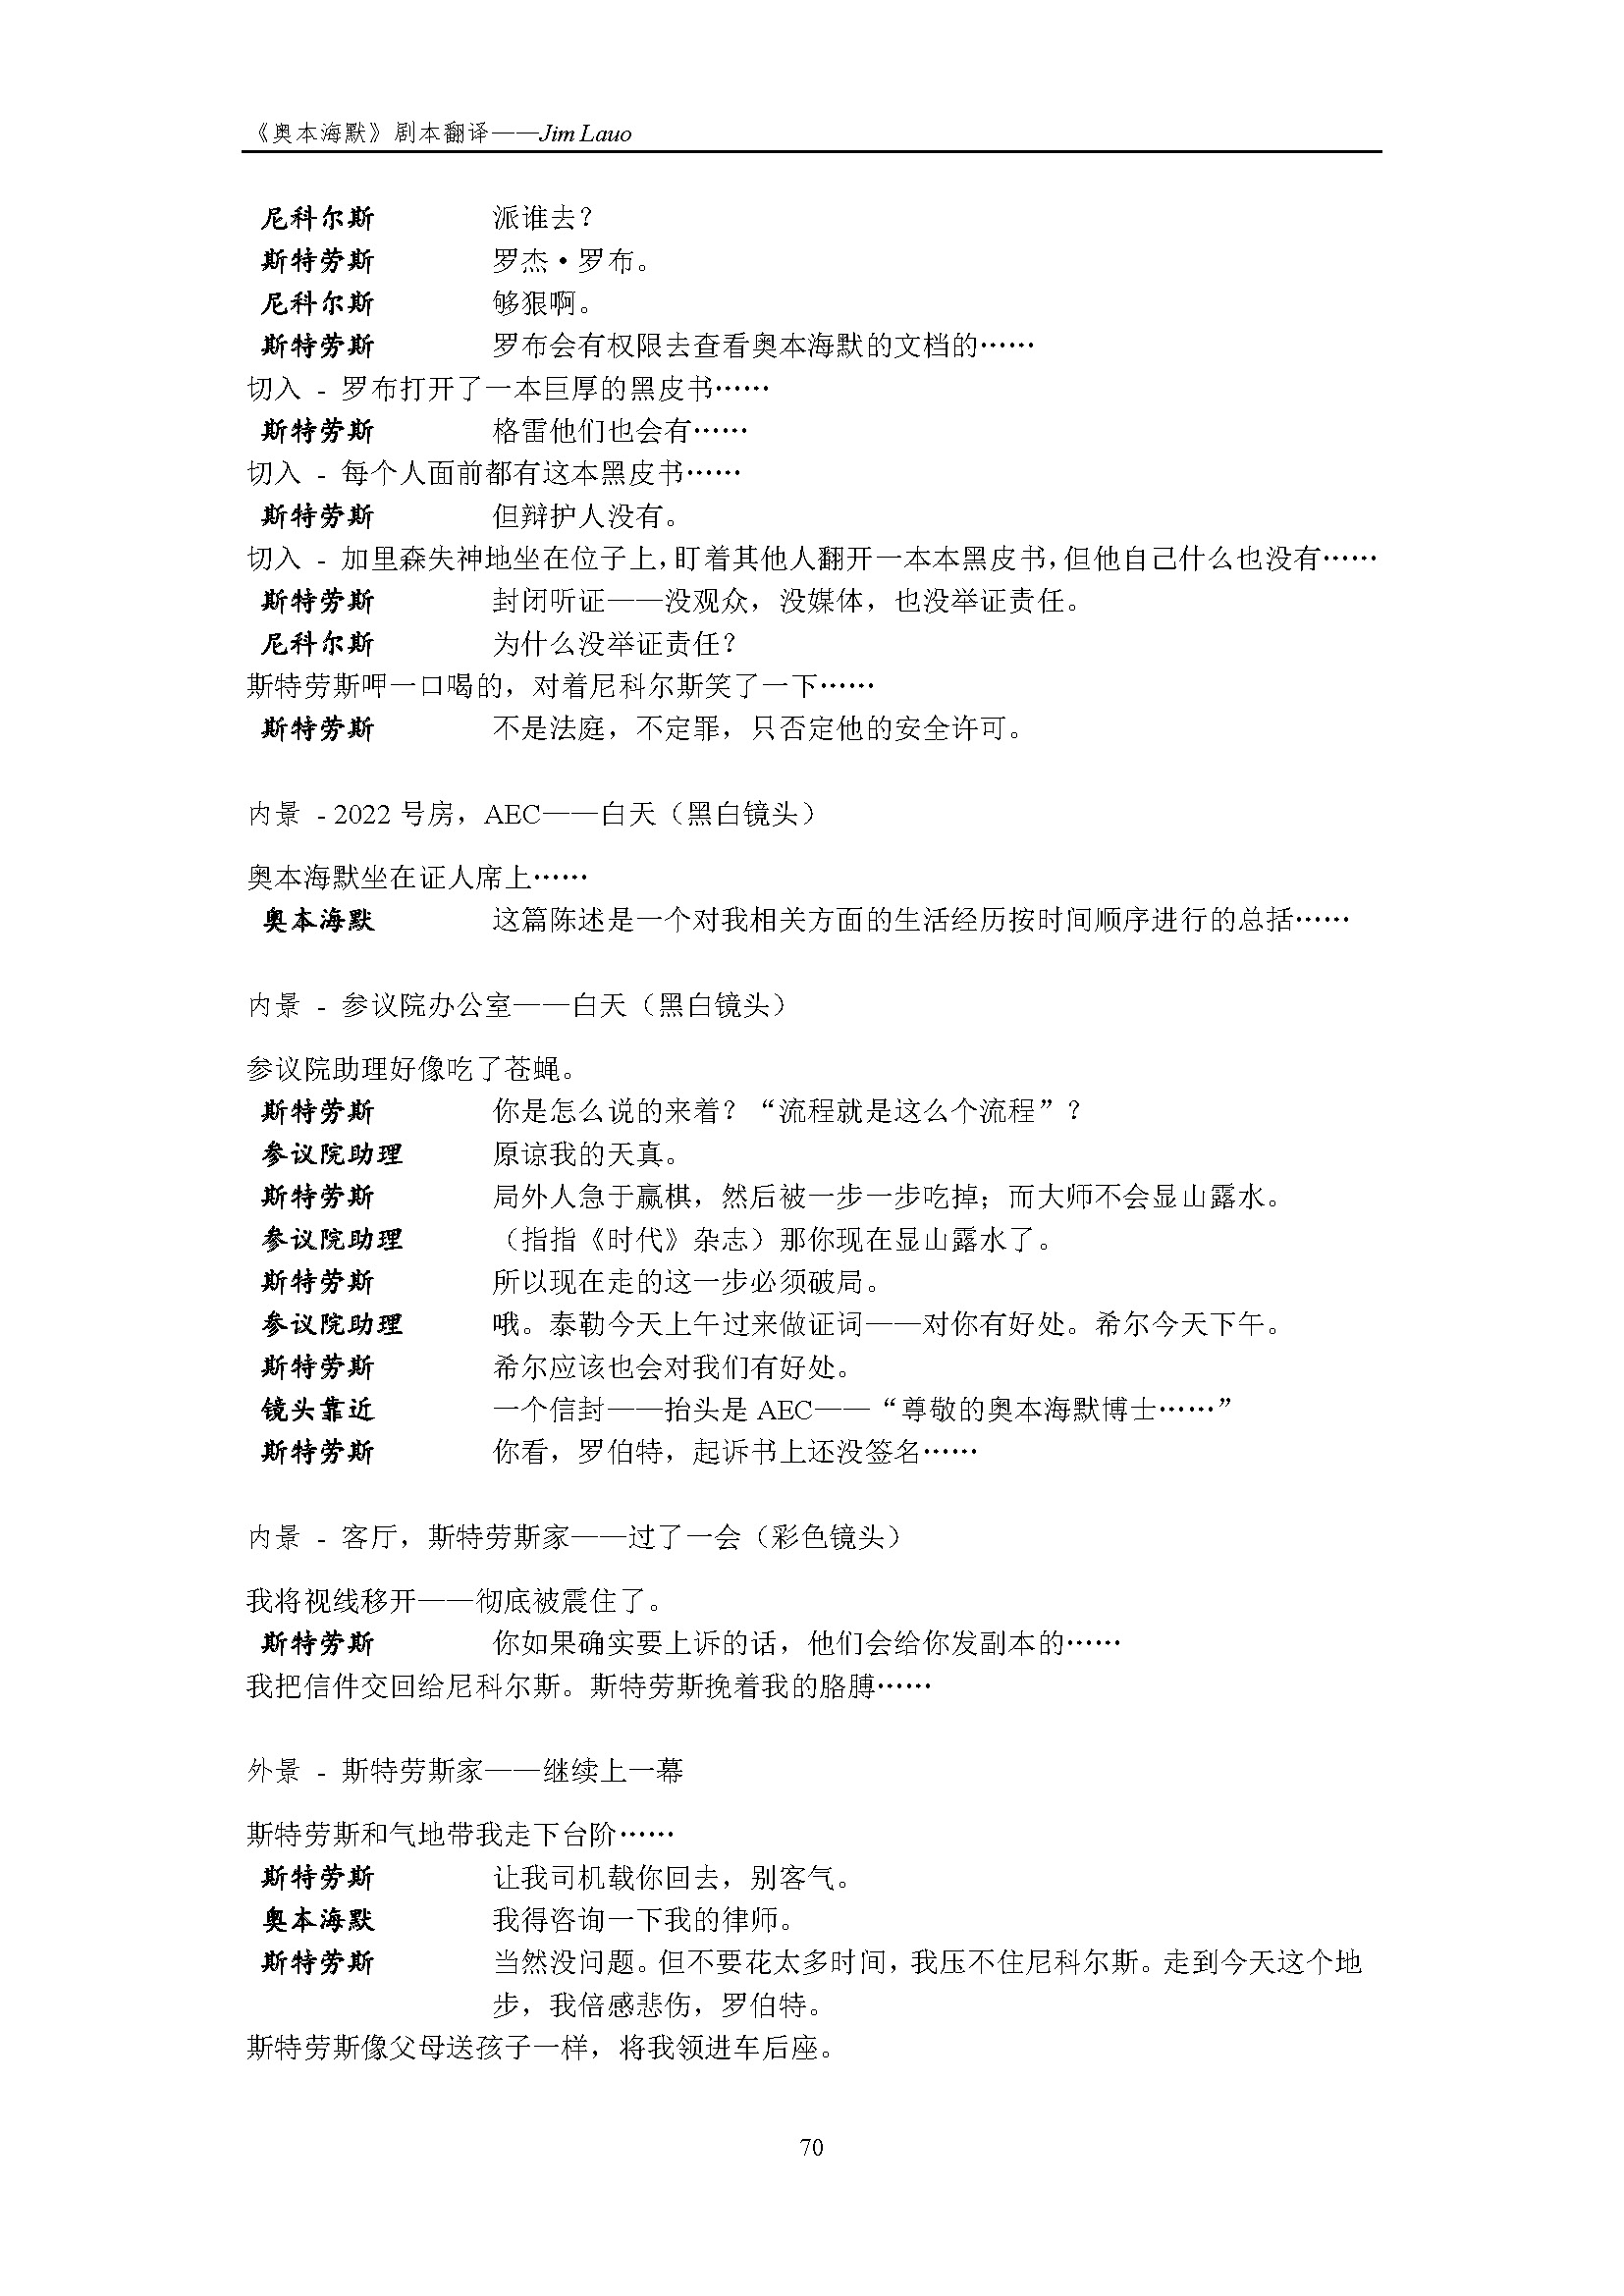 《奥本海默》剧本翻译——Jim Lauo
尼科尔斯 派谁去？
斯特劳斯 罗杰·罗布。
尼科尔斯 够狠啊。
斯特劳斯 罗布会有权限去查看奥本海默的文档的……
切入 - 罗布打开了一本巨厚的黑皮书……
斯特劳斯 格雷他们也会有……
切入 - 每个人面前都有这本黑皮书……
斯特劳斯 但辩护人没有。
切入 - 加里森失神地坐在位子上，盯着其他人翻开一本本黑皮书，但他自己什么也没有……
斯特劳斯 封闭听证——没观众，没媒体，也没举证责任。
尼科尔斯 为什么没举证责任？
斯特劳斯呷一口喝的，对着尼科尔斯笑了一下……
斯特劳斯 不是法庭，不定罪，只否定他的安全许可。
内景 - 2022 号房，AEC——白天（黑白镜头）
奥本海默坐在证人席上……
奥本海默 这篇陈述是一个对我相关方面的生活经历按时间顺序进行的总括……
内景 - 参议院办公室——白天（黑白镜头）
参议院助理好像吃了苍蝇。
斯特劳斯 你是怎么说的来着？“流程就是这么个流程”？
参议院助理 原谅我的天真。
斯特劳斯 局外人急于赢棋，然后被一步一步吃掉；而大师不会显山露水。
参议院助理 （指指《时代》杂志）那你现在显山露水了。
斯特劳斯 所以现在走的这一步必须破局。
参议院助理 哦。泰勒今天上午过来做证词——对你有好处。希尔今天下午。
斯特劳斯 希尔应该也会对我们有好处。
镜头靠近 一个信封——抬头是 AEC——“尊敬的奥本海默博士……”
斯特劳斯 你看，罗伯特，起诉书上还没签名……
内景 - 客厅，斯特劳斯家——过了一会（彩色镜头）
我将视线移开——彻底被震住了。
斯特劳斯 你如果确实要上诉的话，他们会给你发副本的……
我把信件交回给尼科尔斯。斯特劳斯挽着我的胳膊……
外景 - 斯特劳斯家——继续上一幕
斯特劳斯和气地带我走下台阶……
斯特劳斯 让我司机载你回去，别客气。
奥本海默 我得咨询一下我的律师。
斯特劳斯 当然没问题。但不要花太多时间，我压不住尼科尔斯。走到今天这个地
步，我倍感悲伤，罗伯特。
斯特劳斯像父母送孩子一样，将我领进车后座。
70